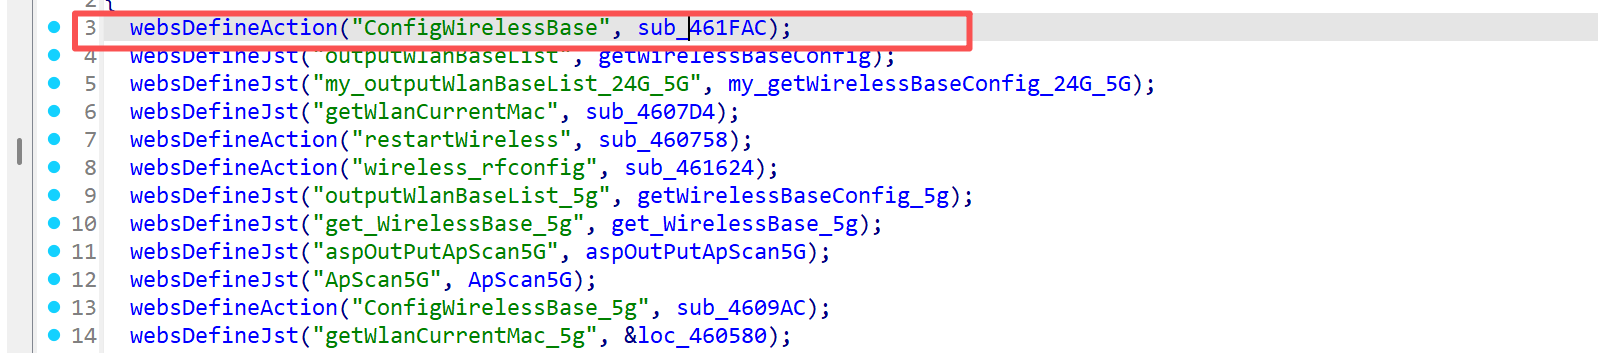 2 {
3 websDefineAction("ConfigWirelessBase", sub_461FAC);
4 websDefineJst("outputWlanBaseList", getWirelessBaseConfig);
5 websDefineJst("my_outputWlanBaseList_24G_5G", my_getWirelessBaseConfig_24G_5G);
6 websDefineJst("getWlanCurrentMac", sub_4607D4);
7 websDefineAction("restartWireless", sub_460758);
8 websDefineAction("wireless_rfconfig", sub_461624);
9 websDefineJst("outputWlanBaseList_5g", getWirelessBaseConfig_5g);
10 websDefineJst("get_WirelessBase_5g", get_WirelessBase_5g);
11 websDefineJst("aspOutPutApScan5G", aspOutPutApScan5G);
12 websDefineJst("ApScan5G", ApScan5G);
13 websDefineAction("ConfigWirelessBase_5g", sub_4609AC);
14 websDefineJst("getWlanCurrentMac_5g", &loc_460580);